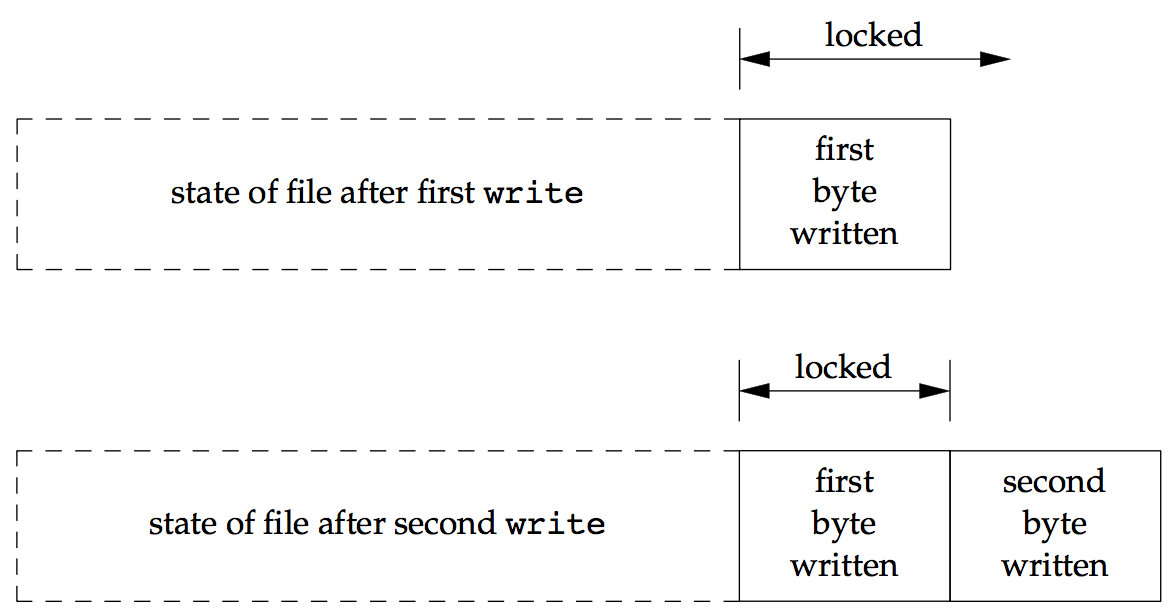 locked
state of file after first write
first
byte
written
locked
state of file after second write
first
byte
written
second
byte
written